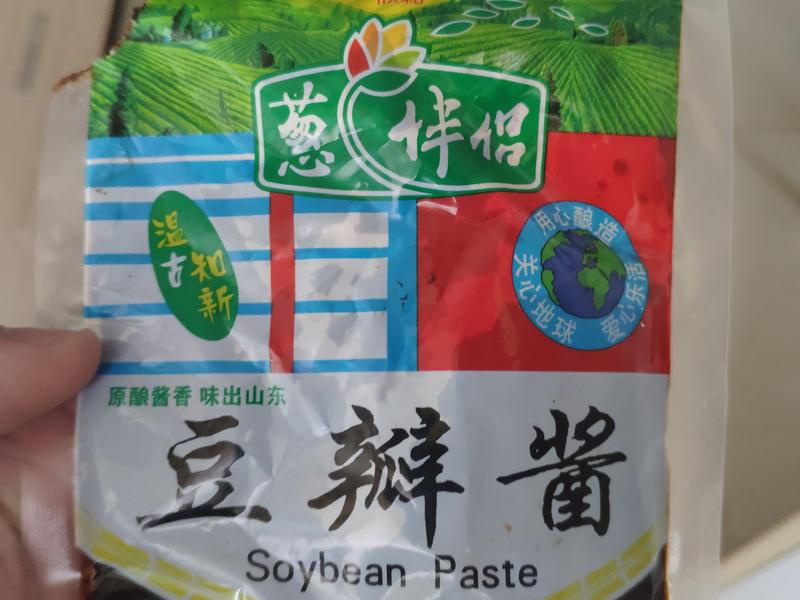 葱伴侣
温古知新
用心酿造
关心地球
爱心乐活
原酿酱香 味出山东
豆瓣酱
Soybean Paste